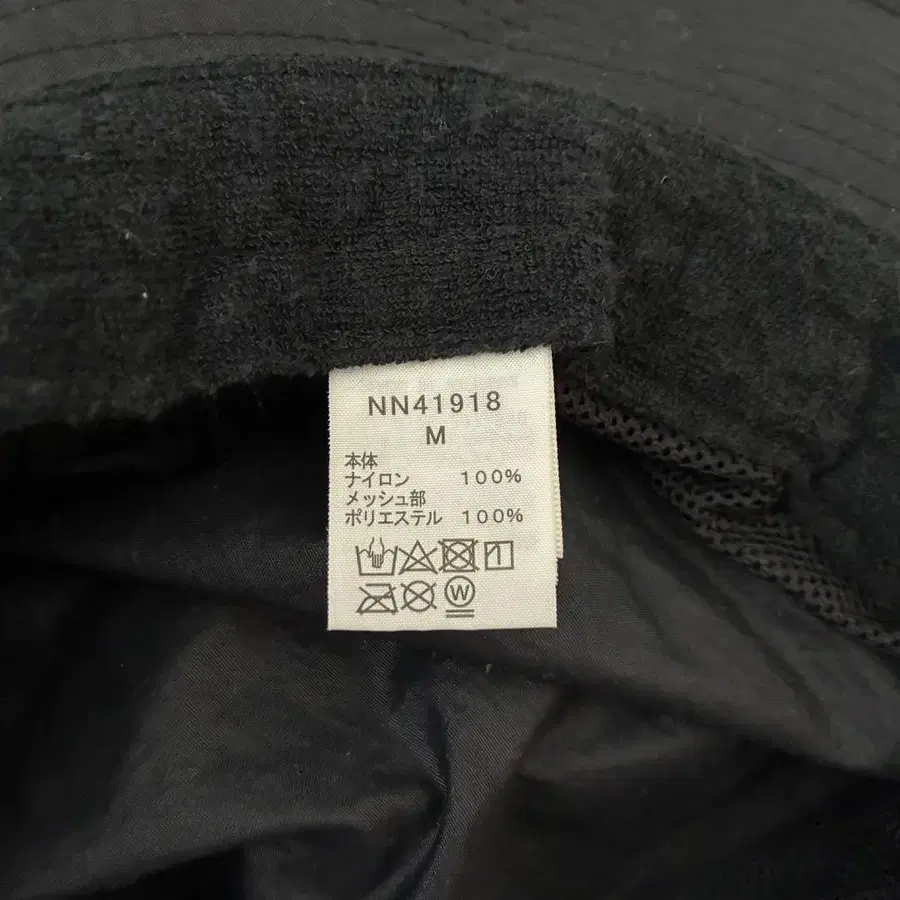 NN41918
M
本体
ナイロン 100%
メッシュ部
ポリエステル 100%
W